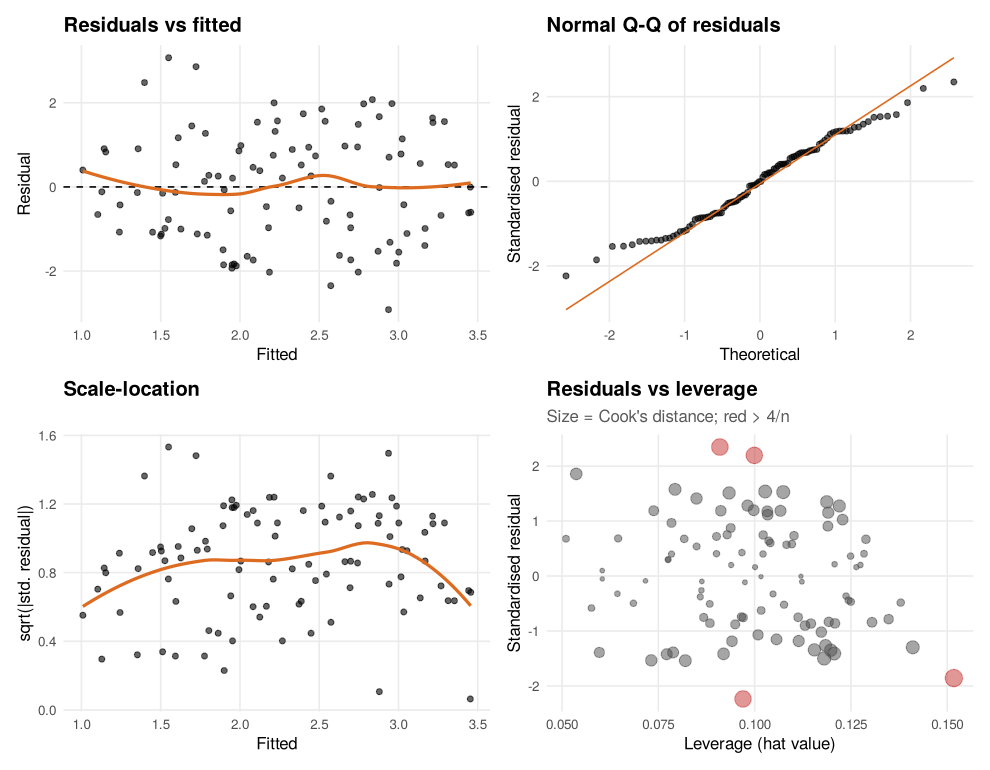 Residuals vs fitted
Residual
2
0
-2
1.0 1.5 2.0 2.5 3.0 3.5
Fitted
Normal Q-Q of residuals
Standardised residual
2
0
-2
-2 -1 0 1 2
Theoretical
Scale-location
sqrt(|std. residual|)
1.6
1.2
0.8
0.4
0.0
1.0 1.5 2.0 2.5 3.0 3.5
Fitted
Residuals vs leverage
Size = Cook's distance; red > 4/n
Standardised residual
2
1
0
-1
-2
0.050 0.075 0.100 0.125 0.150
Leverage (hat value)